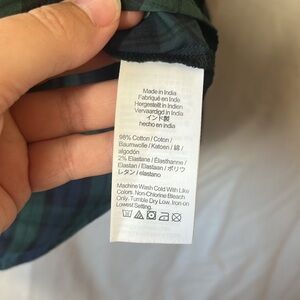 Made in India
Fabriqué en Inde
Hergestellt in Indien
Vervaardigd in India
インド製
hecho en India
98% Cotton / Coton /
Baumwolle / Katoen / 綿 /
algodón
2% Elastane / Élasthanne /
Elastan / Elastaan / ポリウ
レタン / elastano
Machine Wash Cold With Like
Colors. Non-Chlorine Bleach
Only. Tumble Dry Low. Iron on
Lowest Setting.